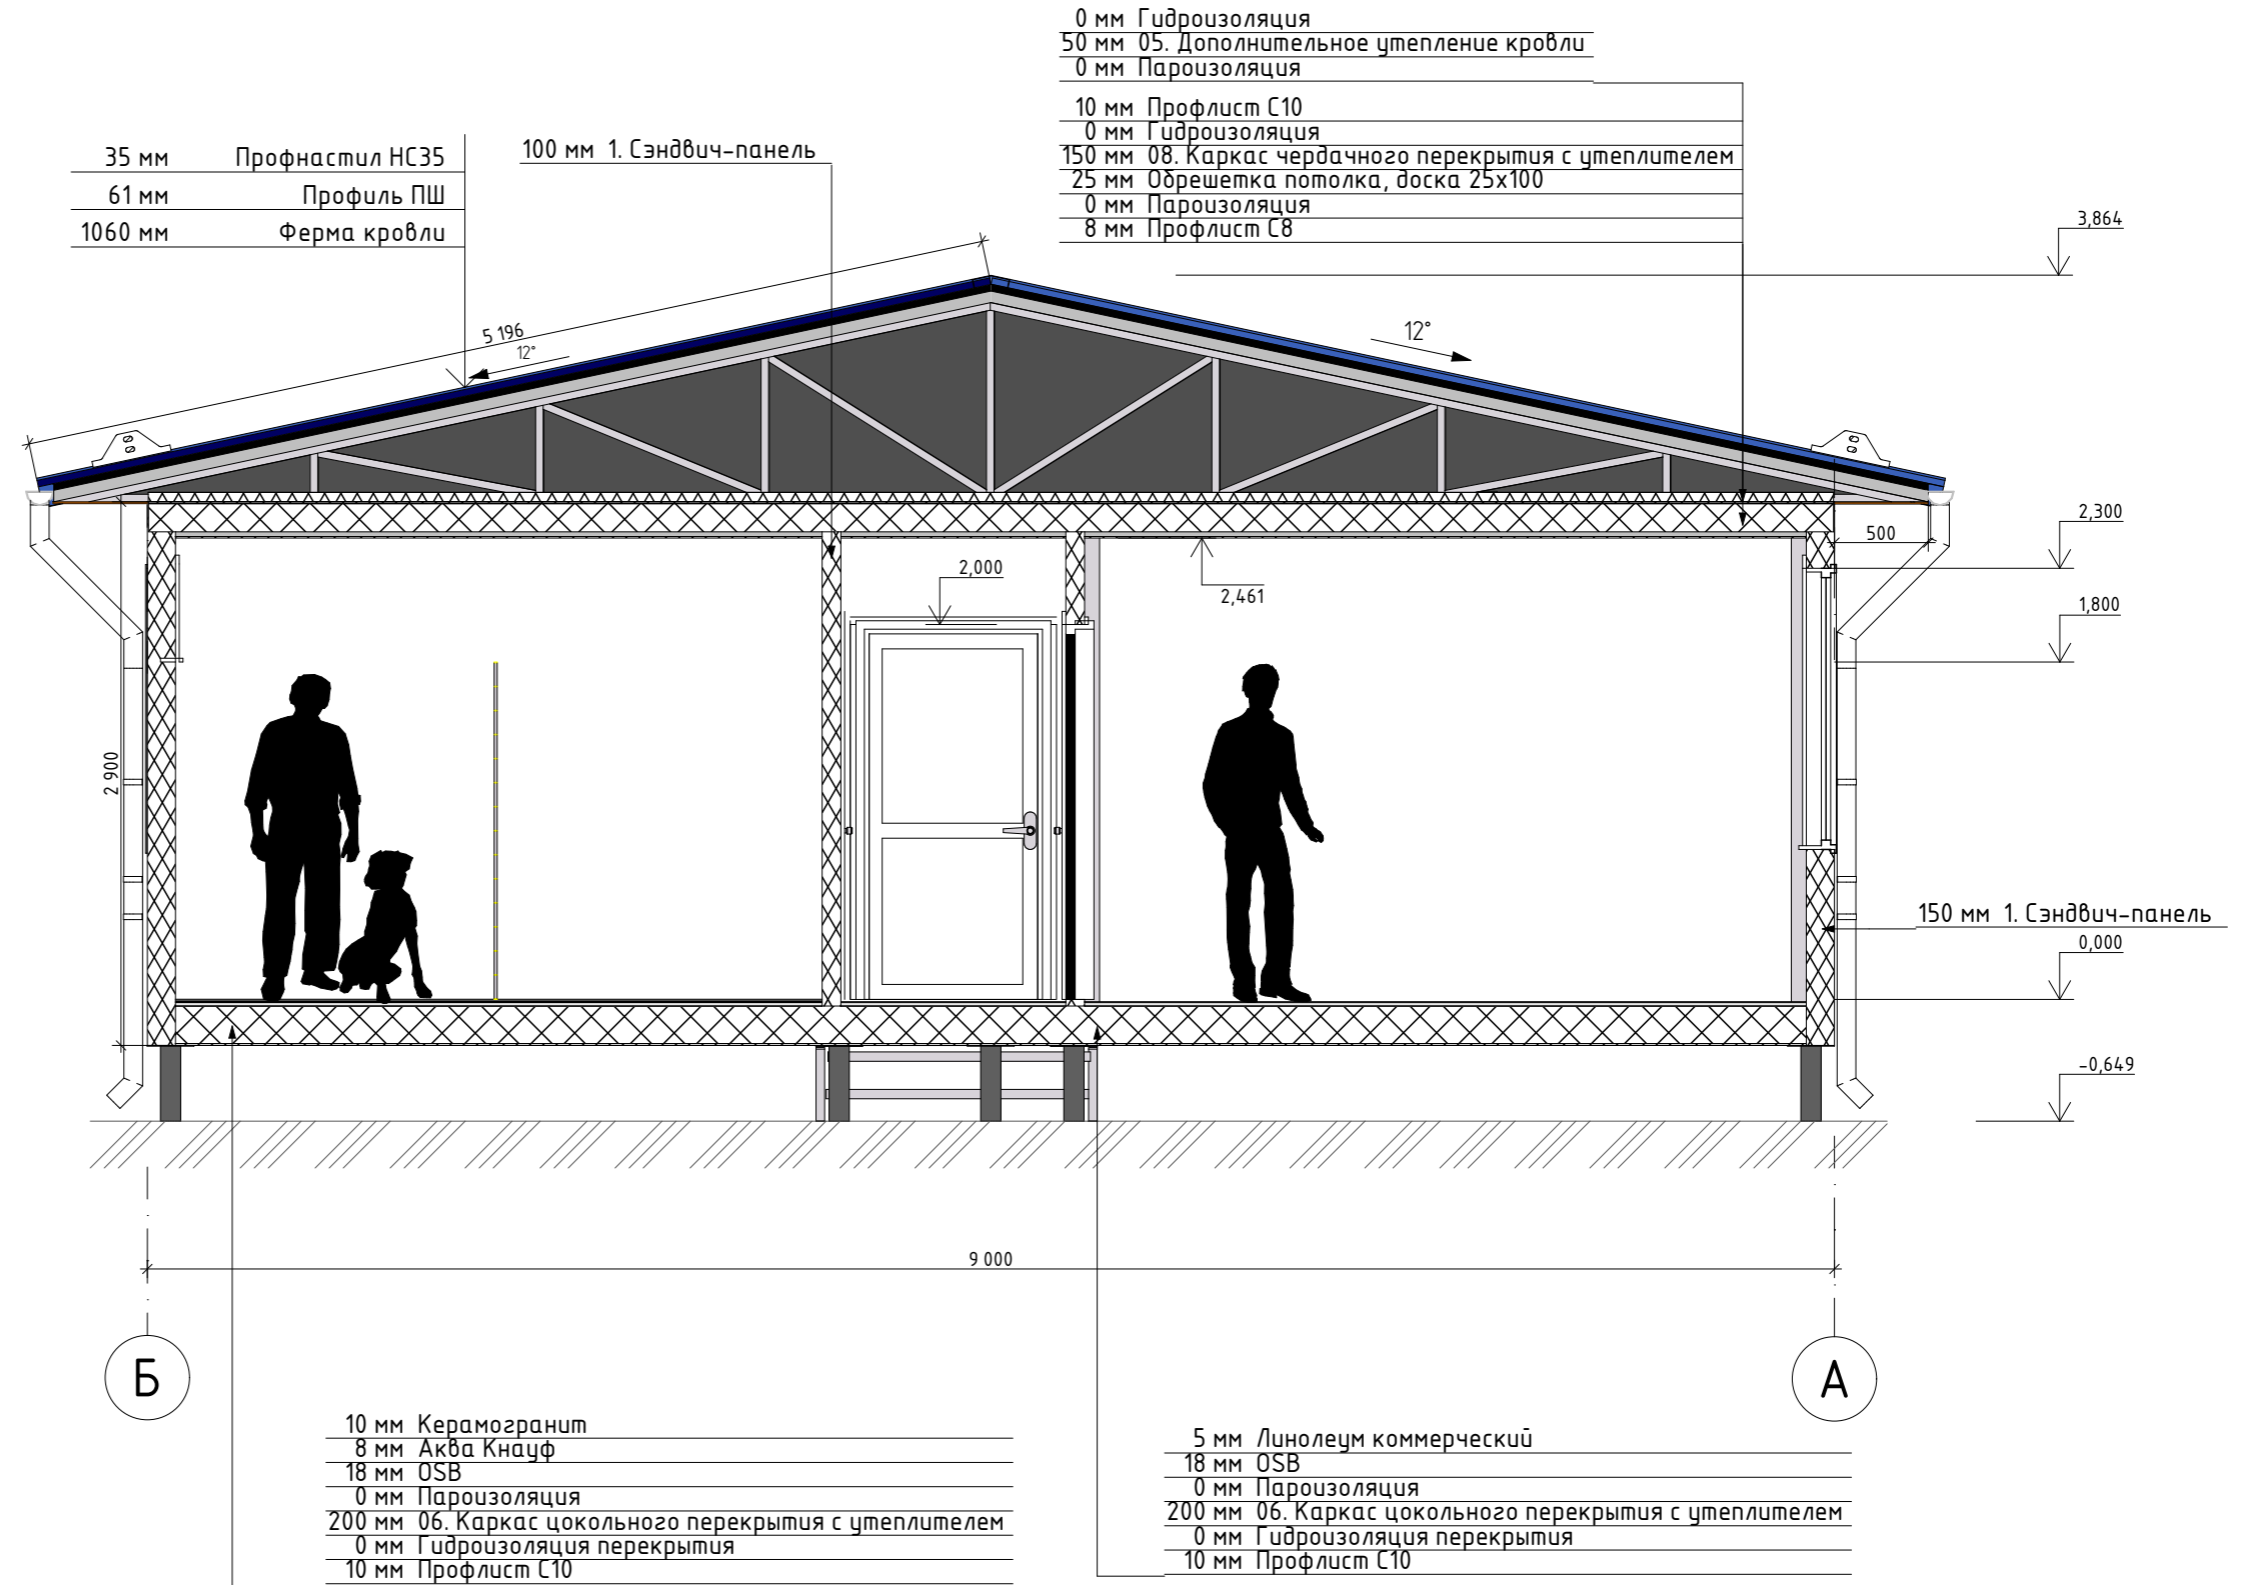 0 мм Гидроизоляция
50 мм 05. Дополнительное утепление кровли
0 мм Пароизоляция
10 мм Профлист С10
0 мм Гидроизоляция
150 мм 08. Каркас чердачного перекрытия с утеплителем
25 мм Обрешетка потолка, доска 25х100
0 мм Пароизоляция
8 мм Профлист С8
35 мм Профнастил НС35
61 мм Профиль ПШ
1060 мм Ферма кровли
100 мм 1. Сэндвич-панель
3,864
5 196
12°
12°
2,300
500
2,000
2,461
1,800
2 900
150 мм 1. Сэндвич-панель
0,000
-0,649
9 000
Б
А
10 мм Керамогранит
8 мм Аква Кнауф
18 мм OSB
0 мм Пароизоляция
200 мм 06. Каркас цокольного перекрытия с утеплителем
0 мм Гидроизоляция перекрытия
10 мм Профлист С10
5 мм Линолеум коммерческий
18 мм OSB
0 мм Пароизоляция
200 мм 06. Каркас цокольного перекрытия с утеплителем
0 мм Гидроизоляция перекрытия
10 мм Профлист С10